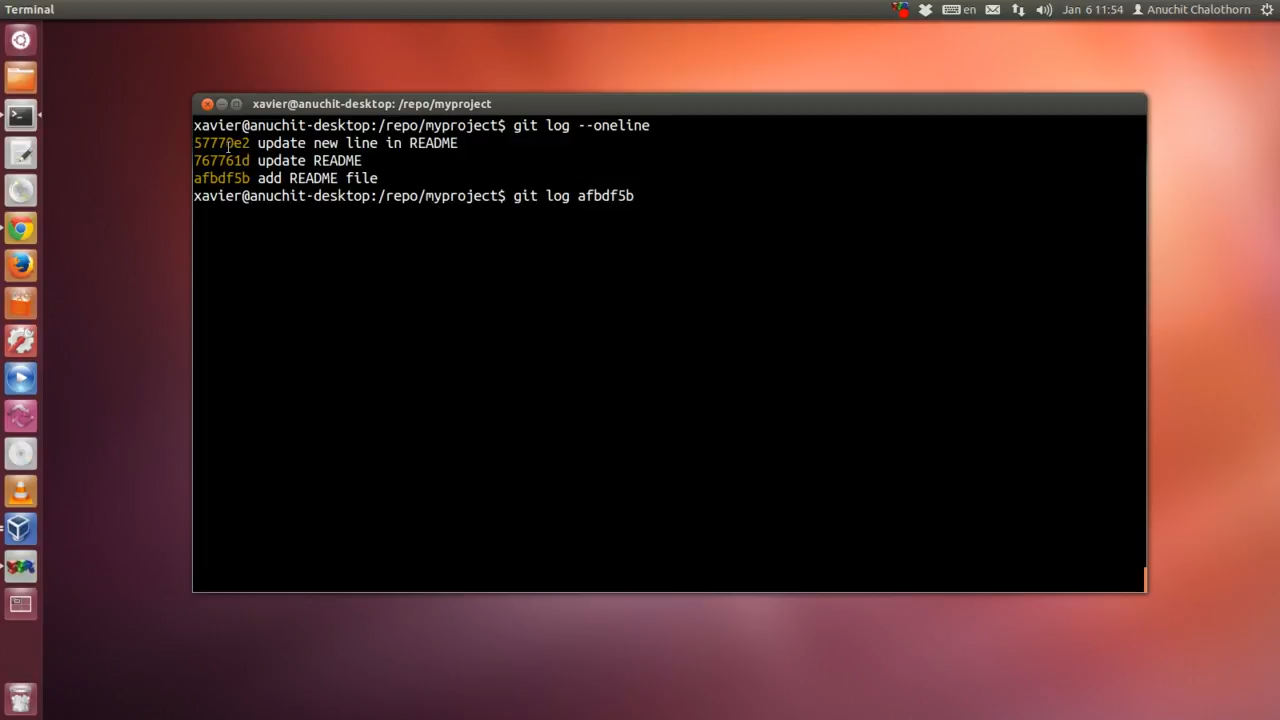 Terminal
en
Jan 6 11:54
Anuchit Chalothorn
xavier@anuchit-desktop: /repo/myproject
xavier@anuchit-desktop:/repo/myproject$ git log --oneline
57770e2 update new line in README
767761d update README
afbdf5b add README file
xavier@anuchit-desktop:/repo/myproject$ git log afbdf5b